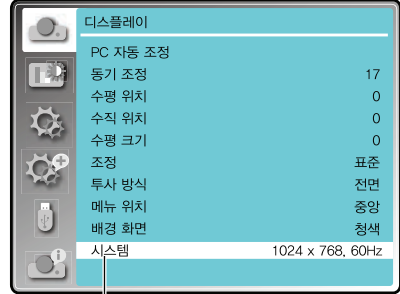 디스플레이
PC 자동 조정
동기 조정 17
수평 위치 0
수직 위치 0
수평 크기 0
조정 표준
투사 방식 전면
메뉴 위치 중앙
배경 화면 청색
시스템 1024 x 768, 60Hz